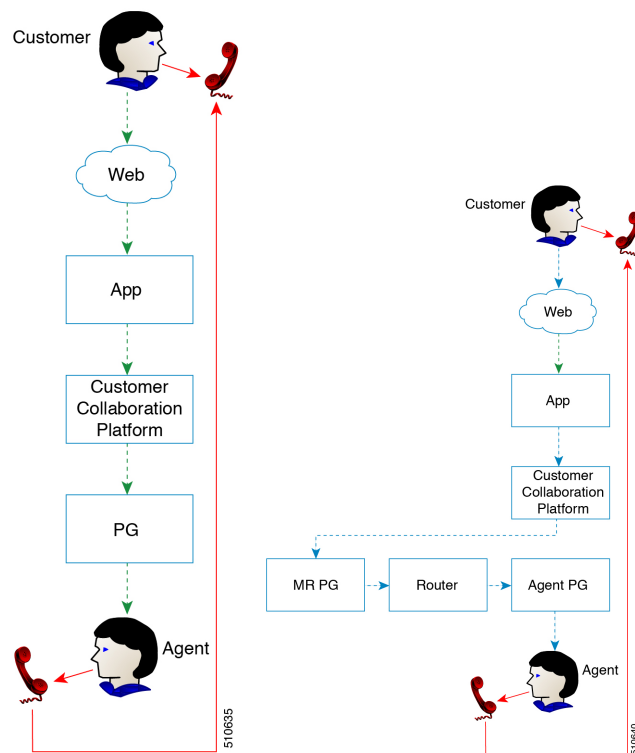 Customer
Web
App
Customer
Collaboration
Platform
PG
Agent
510635
Customer
Web
App
Customer
Collaboration
Platform
MR PG
Router
Agent PG
Agent
510640